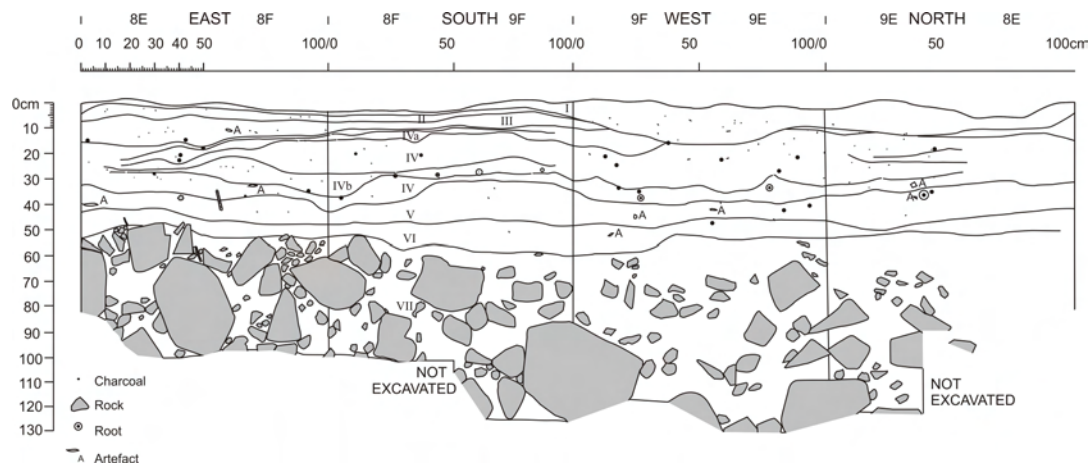 8E EAST 8F 8F SOUTH 9F 9F WEST 9E 9E NORTH 8E
0 10 20 30 40 50 100/0 50 100/0 50 100/0 50 100cm
0cm
10
20
30
40
50
60
70
80
90
100
110
120
130
I
II
III
IVa
IV
IVb
IV
V
VI
VII
A
A
A
A
A
A
A
A
NOT
EXCAVATED
NOT
EXCAVATED
Charcoal
Rock
Root
A Artefact